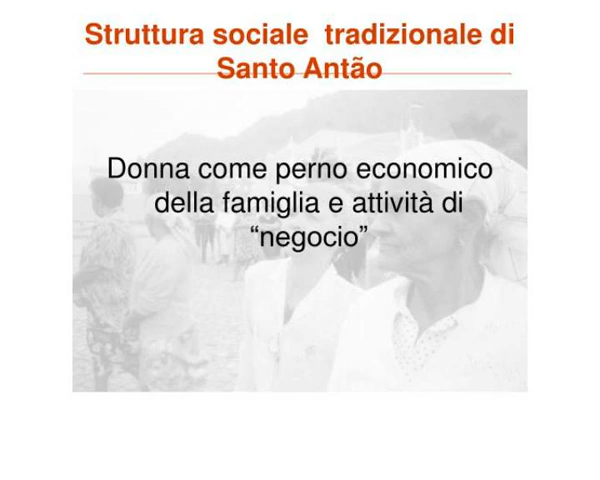 Struttura sociale  tradizionale di
Santo Antão
Donna come perno economico
della famiglia e attività di
“negocio”